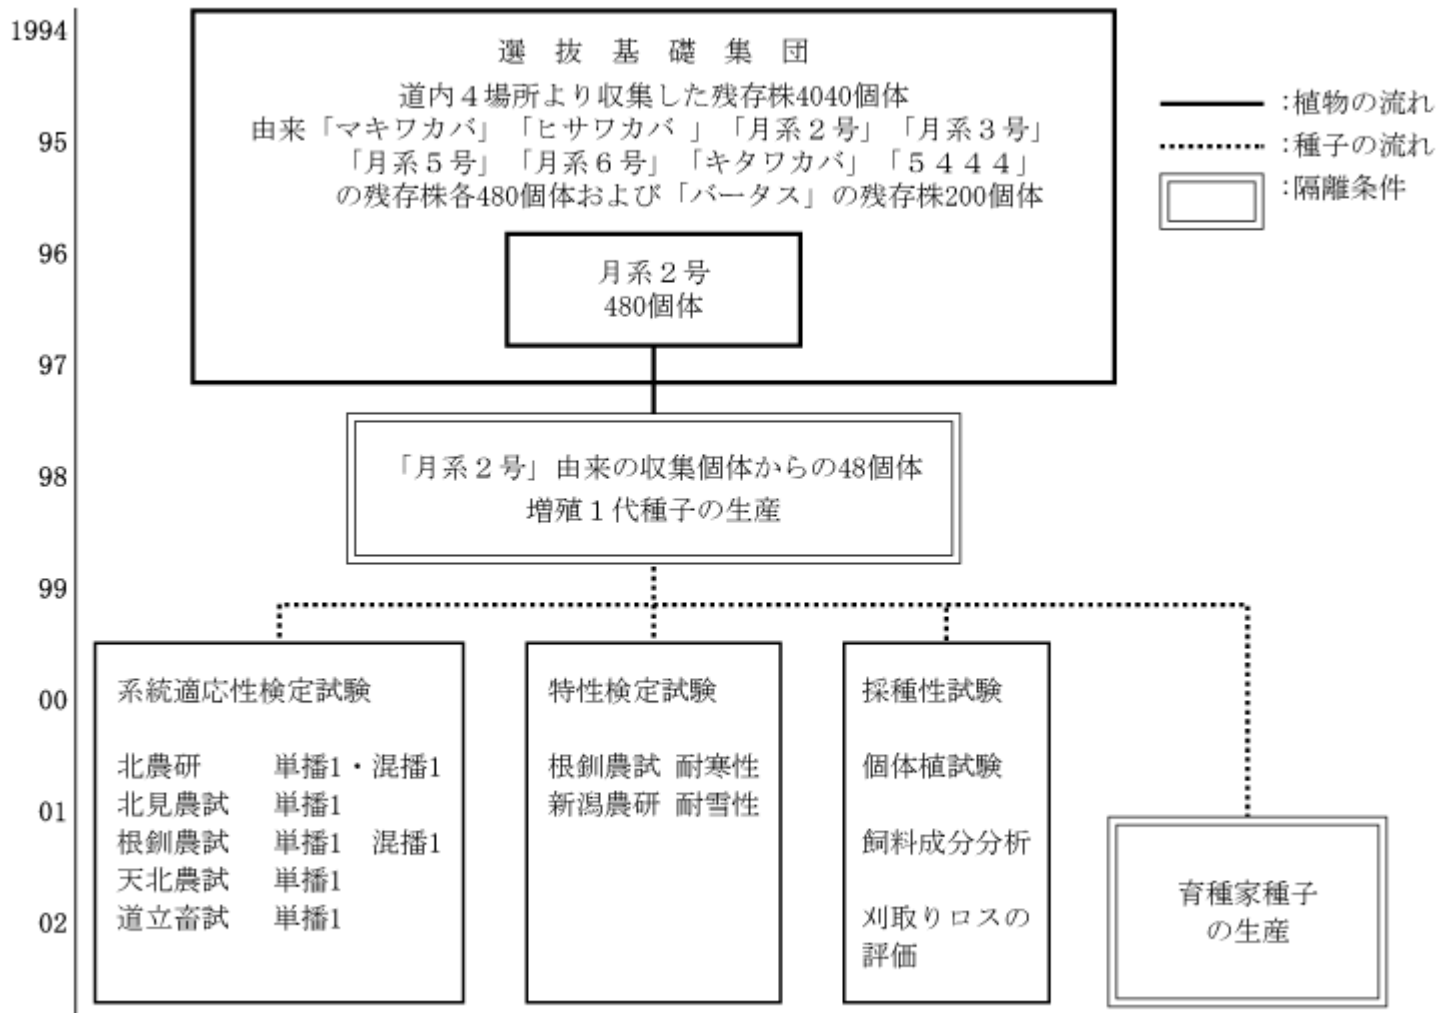 1994
95
96
97
98
99
00
01
02
選 抜 基 礎 集 団
道内４場所より収集した残存株4040個体
由来「マキワカバ」「ヒサワカバ 」「月系２号」「月系３号」
「月系５号」「月系６号」「キタワカバ」「５４４４」
の残存株各480個体および「バータス」の残存株200個体
月系２号
480個体
:植物の流れ
:種子の流れ
:隔離条件
「月系２号」由来の収集個体からの48個体
増殖１代種子の生産
系統適応性検定試験
北農研 単播1・混播1
北見農試 単播1
根釧農試 単播1 混播1
天北農試 単播1
道立畜試 単播1
特性検定試験
根釧農試 耐寒性
新潟農研 耐雪性
採種性試験
個体植試験
飼料成分分析
刈取りロスの
評価
育種家種子
の生産